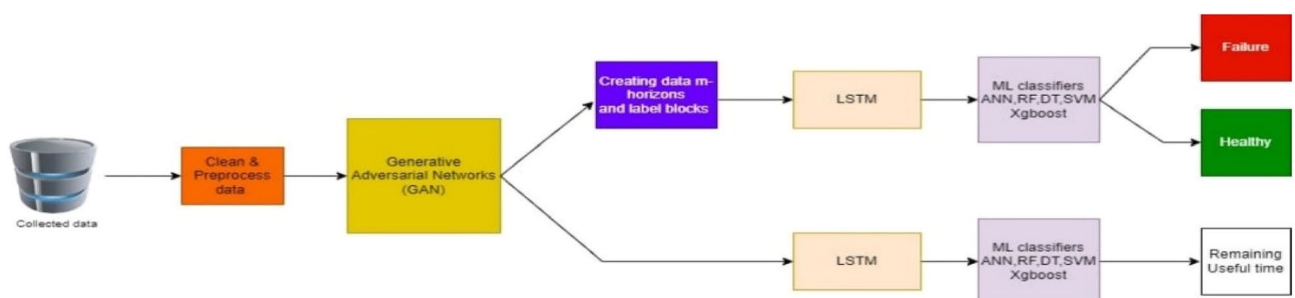 Collected data
Clean &
Preprocess
data
Generative
Adversarial Networks
(GAN)
Creating data m-
horizons
and label blocks
LSTM
ML classifiers
ANN,RF,DT,SVM
Xgboost
Failure
Healthy
LSTM
ML classifiers
ANN,RF,DT,SVM
Xgboost
Remaining
Useful time